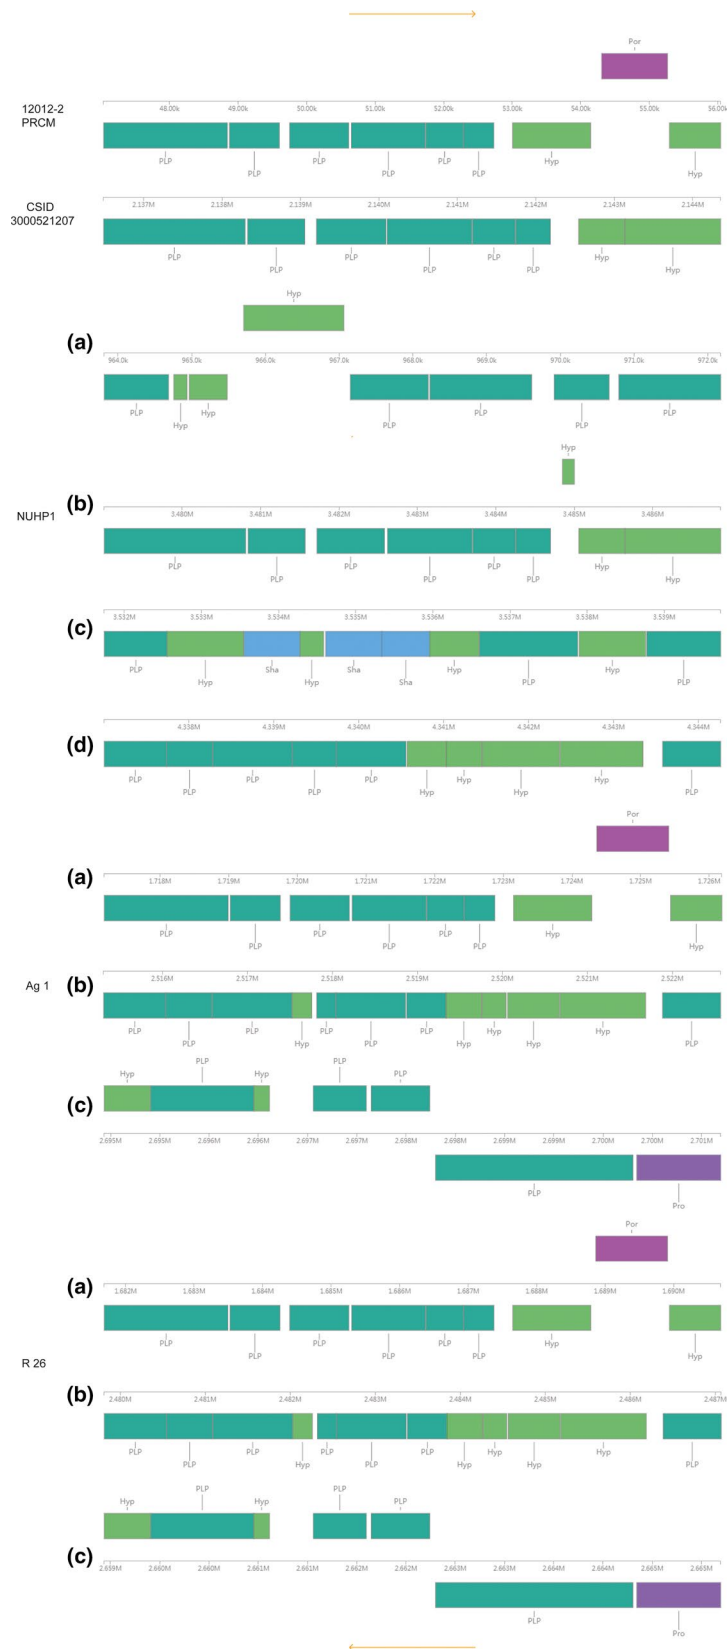 Por
12012-2
PRCM
48.00k 49.00k 50.00k 51.00k 52.00k 53.00k 54.00k 55.00k 56.00k
PLP PLP PLP PLP PLP PLP Hyp Hyp
CSID
3000521207
2.137M 2.138M 2.139M 2.140M 2.141M 2.142M 2.143M 2.144M
PLP PLP PLP PLP PLP PLP Hyp Hyp
Hyp
(a)
964.0k 965.0k 966.0k 967.0k 968.0k 969.0k 970.0k 971.0k 972.0k
PLP Hyp Hyp PLP PLP PLP PLP
Hyp
(b)
NUHP1
3.480M 3.481M 3.482M 3.483M 3.484M 3.485M 3.486M
PLP PLP PLP PLP PLP PLP Hyp Hyp
(c)
3.532M 3.533M 3.534M 3.535M 3.536M 3.537M 3.538M 3.539M
PLP Hyp Sha Hyp Sha Sha Hyp PLP Hyp PLP
(d)
4.338M 4.339M 4.340M 4.341M 4.342M 4.343M 4.344M
PLP PLP PLP PLP PLP Hyp Hyp Hyp Hyp PLP
Por
(a)
1.718M 1.719M 1.720M 1.721M 1.722M 1.723M 1.724M 1.725M 1.726M
PLP PLP PLP PLP PLP PLP Hyp Hyp
Ag 1
(b)
2.516M 2.517M 2.518M 2.519M 2.520M 2.521M 2.522M
PLP PLP PLP Hyp PLP PLP PLP Hyp Hyp Hyp Hyp PLP
Hyp PLP Hyp PLP PLP
(c)
2.695M 2.695M 2.696M 2.696M 2.697M 2.697M 2.698M 2.698M 2.699M 2.699M 2.700M 2.700M 2.701M
PLP Pro
Por
(a)
1.682M 1.683M 1.684M 1.685M 1.686M 1.687M 1.688M 1.689M 1.690M
PLP PLP PLP PLP PLP PLP Hyp Hyp
R 26
(b)
2.480M 2.481M 2.482M 2.483M 2.484M 2.485M 2.486M 2.487M
PLP PLP PLP Hyp PLP PLP PLP Hyp Hyp Hyp Hyp PLP
Hyp PLP Hyp PLP PLP
(c)
2.659M 2.660M 2.660M 2.661M 2.661M 2.662M 2.662M 2.663M 2.663M 2.664M 2.664M 2.665M 2.665M
PLP Pro